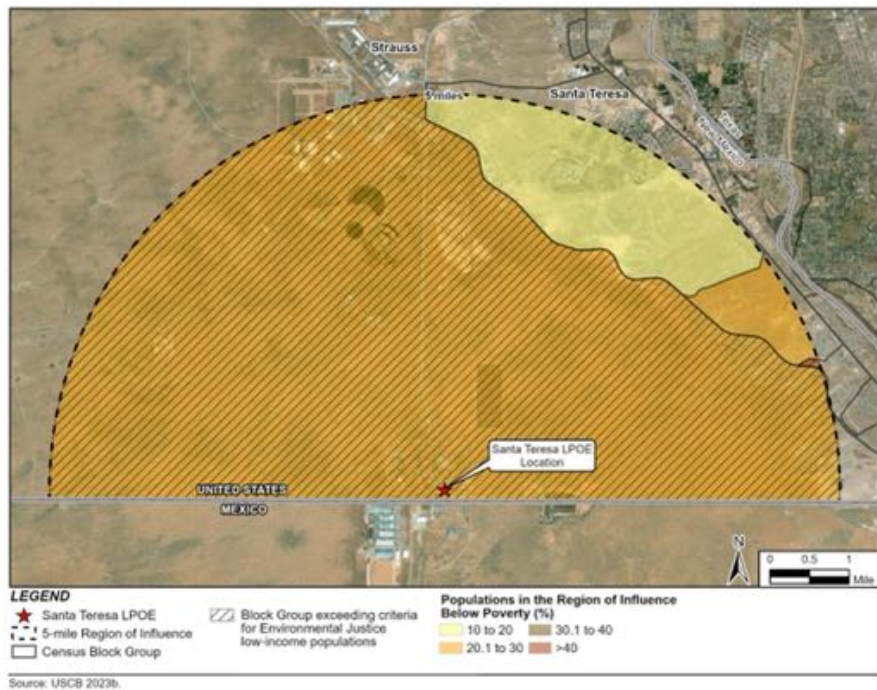 Strauss
5 miles
Santa Teresa
Texas
New Mexico
Santa Teresa LPOE
Location
UNITED STATES
MEXICO
N
0 0.5 1
Mile
LEGEND
Santa Teresa LPOE
5-mile Region of Influence
Census Block Group
Block Group exceeding criteria
for Environmental Justice
low-income populations
Populations in the Region of Influence
Below Poverty (%)
10 to 20
20.1 to 30
30.1 to 40
>40
Source: USCB 2023b.